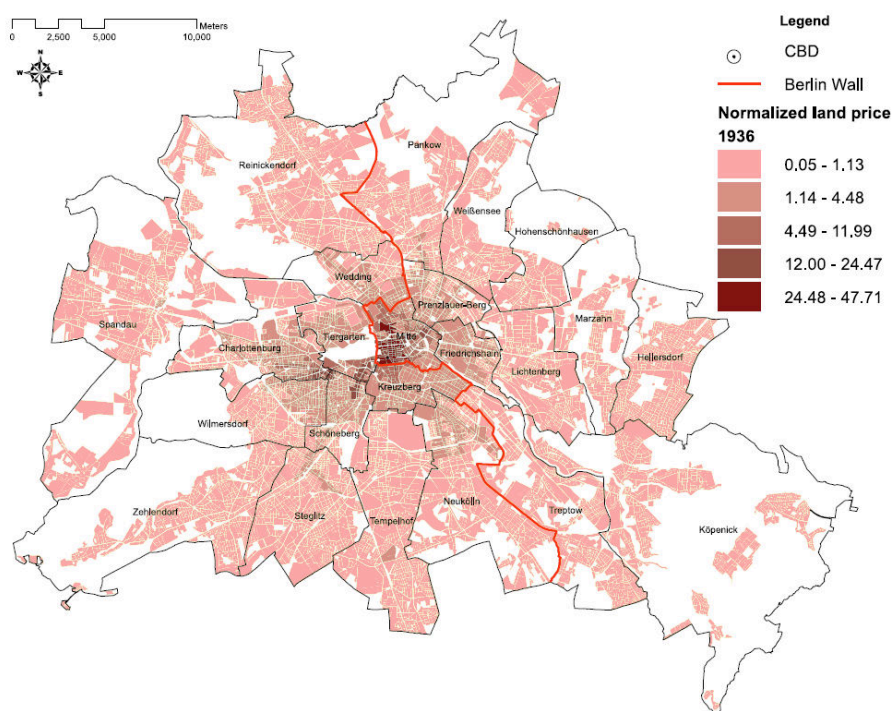 Meters
0 2,500 5,000 10,000
N
W E
S
Legend
CBD
Berlin Wall
Normalized land price
1936
0.05 - 1.13
1.14 - 4.48
4.49 - 11.99
12.00 - 24.47
24.48 - 47.71
Pankow
Reinickendorf
Weißensee
Hohenschönhausen
Wedding
Prenzlauer-Berg
Spandau
Marzahn
Tiergarten
Mitte
Charlottenburg
Friedrichshain
Hellersdorf
Lichtenberg
Kreuzberg
Wilmersdorf
Schöneberg
Zehlendorf
Steglitz
Neukölln
Treptow
Tempelhof
Köpenick